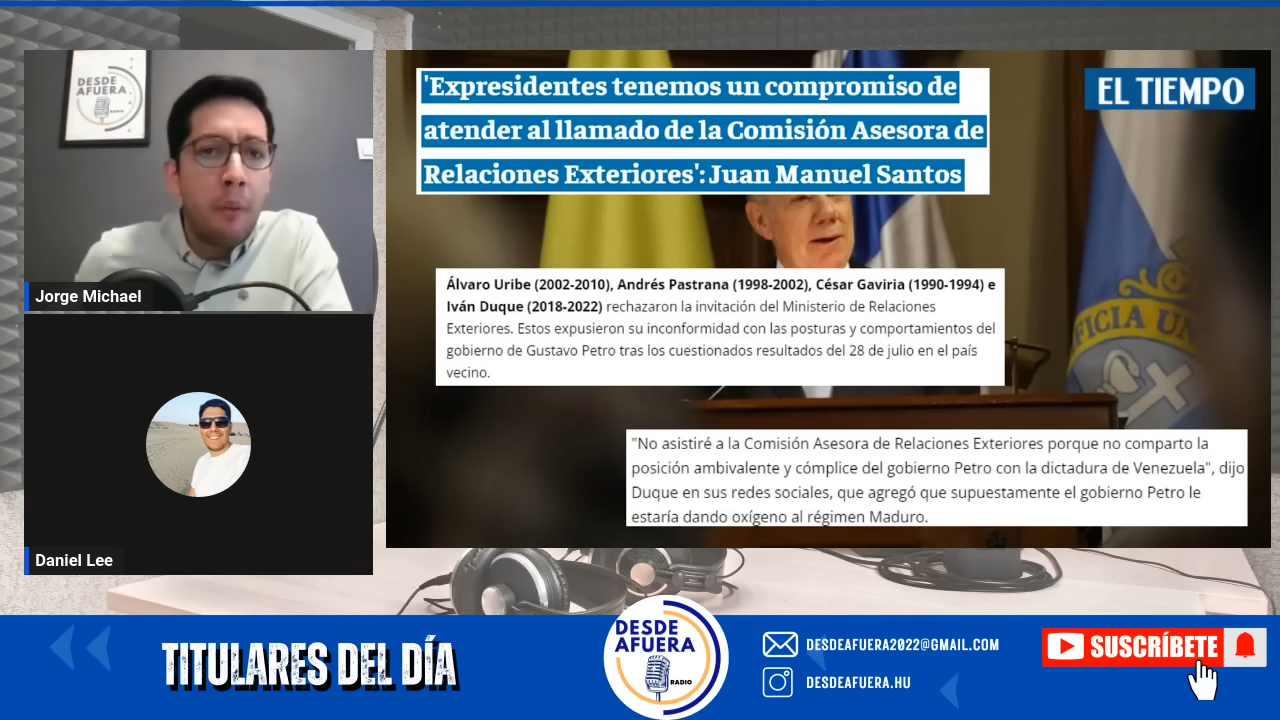 DESDE
AFUERA
Jorge Michael
Daniel Lee
'Expresidentes tenemos un compromiso de
atender al llamado de la Comisión Asesora de
Relaciones Exteriores': Juan Manuel Santos
EL TIEMPO
Álvaro Uribe (2002-2010), Andrés Pastrana (1998-2002), César Gaviria (1990-1994) e
Iván Duque (2018-2022) rechazaron la invitación del Ministerio de Relaciones
Exteriores. Estos expusieron su inconformidad con las posturas y comportamientos del
gobierno de Gustavo Petro tras los cuestionados resultados del 28 de julio en el país
vecino.
"No asistiré a la Comisión Asesora de Relaciones Exteriores porque no comparto la
posición ambivalente y cómplice del gobierno Petro con la dictadura de Venezuela", dijo
Duque en sus redes sociales, que agregó que supuestamente el gobierno Petro le
estaría dando oxígeno al régimen Maduro.
TITULARES DEL DÍA
DESDE
AFUERA
RADIO
DESDEAFUERA2022@GMAIL.COM
DESDEAFUERA.HU
SUSCRÍBETE